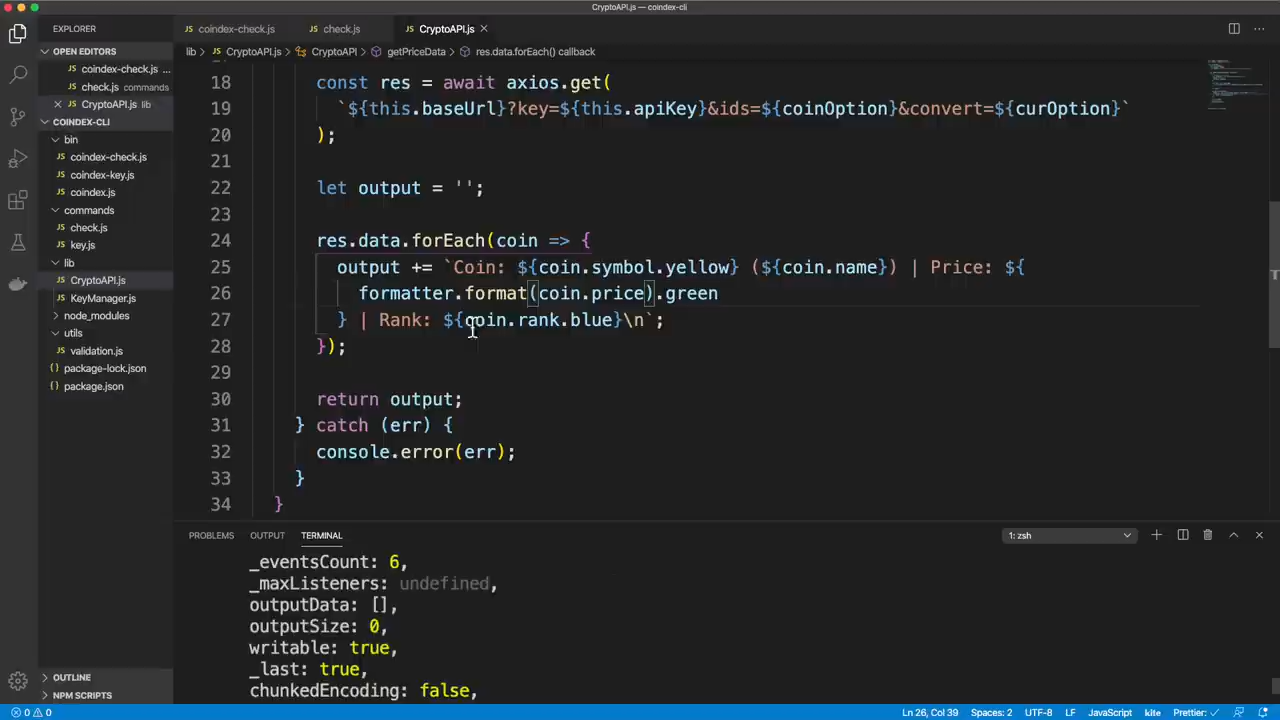 CryptoAPI.js — coindex-cli
EXPLORER
coindex-check.js
check.js
CryptoAPI.js
OPEN EDITORS
lib > CryptoAPI.js > CryptoAPI > getPriceData > res.data.forEach() callback
coindex-check.js ...
check.js commands
CryptoAPI.js lib
COINDEX-CLI
bin
coindex-check.js
coindex-key.js
coindex.js
commands
check.js
key.js
lib
CryptoAPI.js
KeyManager.js
node_modules
utils
validation.js
package-lock.json
package.json
OUTLINE
NPM SCRIPTS
18 const res = await axios.get(
19 `${this.baseUrl}?key=${this.apiKey}&ids=${coinOption}&convert=${curOption}`
20 );
21
22 let output = '';
23
24 res.data.forEach(coin => {
25 output += `Coin: ${coin.symbol.yellow} (${coin.name}) | Price: ${
26 formatter.format(coin.price).green
27 } | Rank: ${coin.rank.blue}\n`;
28 });
29
30 return output;
31 } catch (err) {
32 console.error(err);
33 }
34 }
PROBLEMS OUTPUT TERMINAL 1: zsh
_eventsCount: 6,
_maxListeners: undefined,
outputData: [],
outputSize: 0,
writable: true,
_last: true,
chunkedEncoding: false,
0 0 Ln 26, Col 39 Spaces: 2 UTF-8 LF JavaScript kite Prettier: ✓